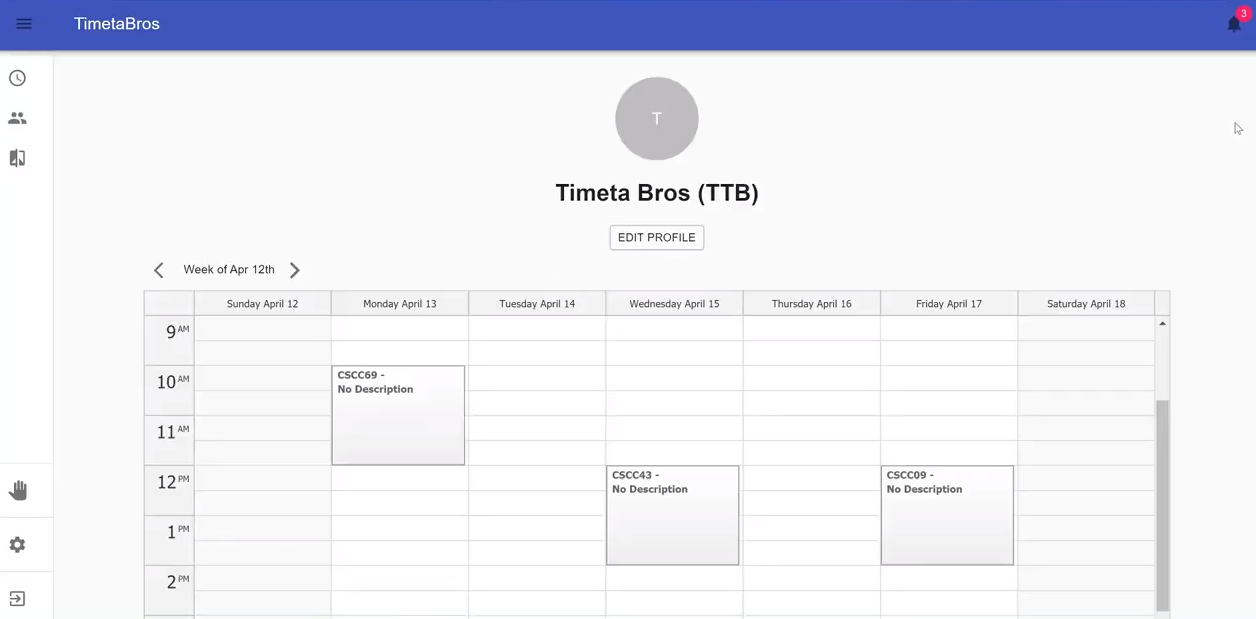 TimetaBros
3
T
Timeta Bros (TTB)
EDIT PROFILE
Week of Apr 12th
Sunday April 12
Monday April 13
Tuesday April 14
Wednesday April 15
Thursday April 16
Friday April 17
Saturday April 18
9 AM
10 AM
CSCC69 -
No Description
11 AM
12 PM
CSCC43 -
No Description
CSCC09 -
No Description
1 PM
2 PM